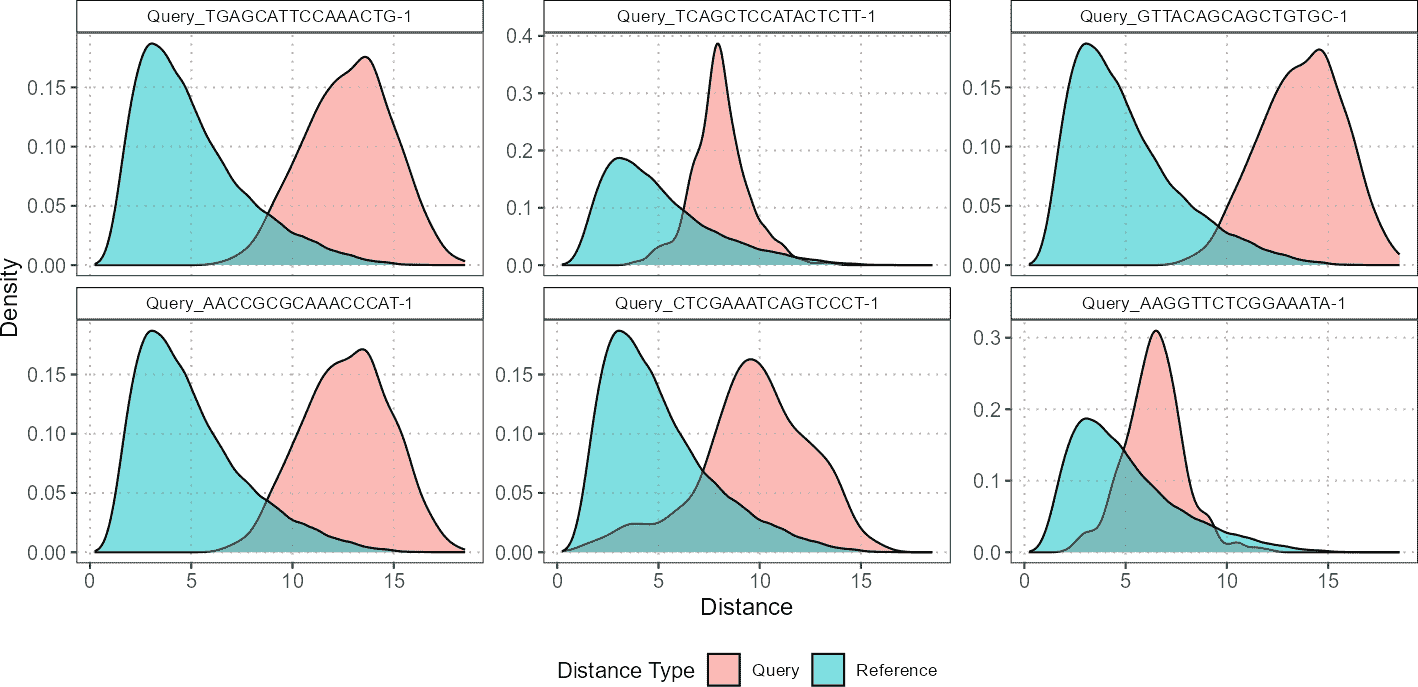 Query_TGAGCATTCCAAACTG-1
Query_TCAGCTCCATACTCTT-1
Query_GTTACAGCAGCTGTGC-1
0.15
0.10
0.05
0.00
0.4
0.3
0.2
0.1
0.0
0.15
0.10
0.05
0.00
Density
Query_AACCGCGCAAACCCAT-1
Query_CTCGAAATCAGTCCCT-1
Query_AAGGTTCTCGGAAATA-1
0.15
0.10
0.05
0.00
0.15
0.10
0.05
0.00
0.3
0.2
0.1
0.0
0 5 10 15
0 5 10 15
0 5 10 15
Distance
Distance Type Query Reference